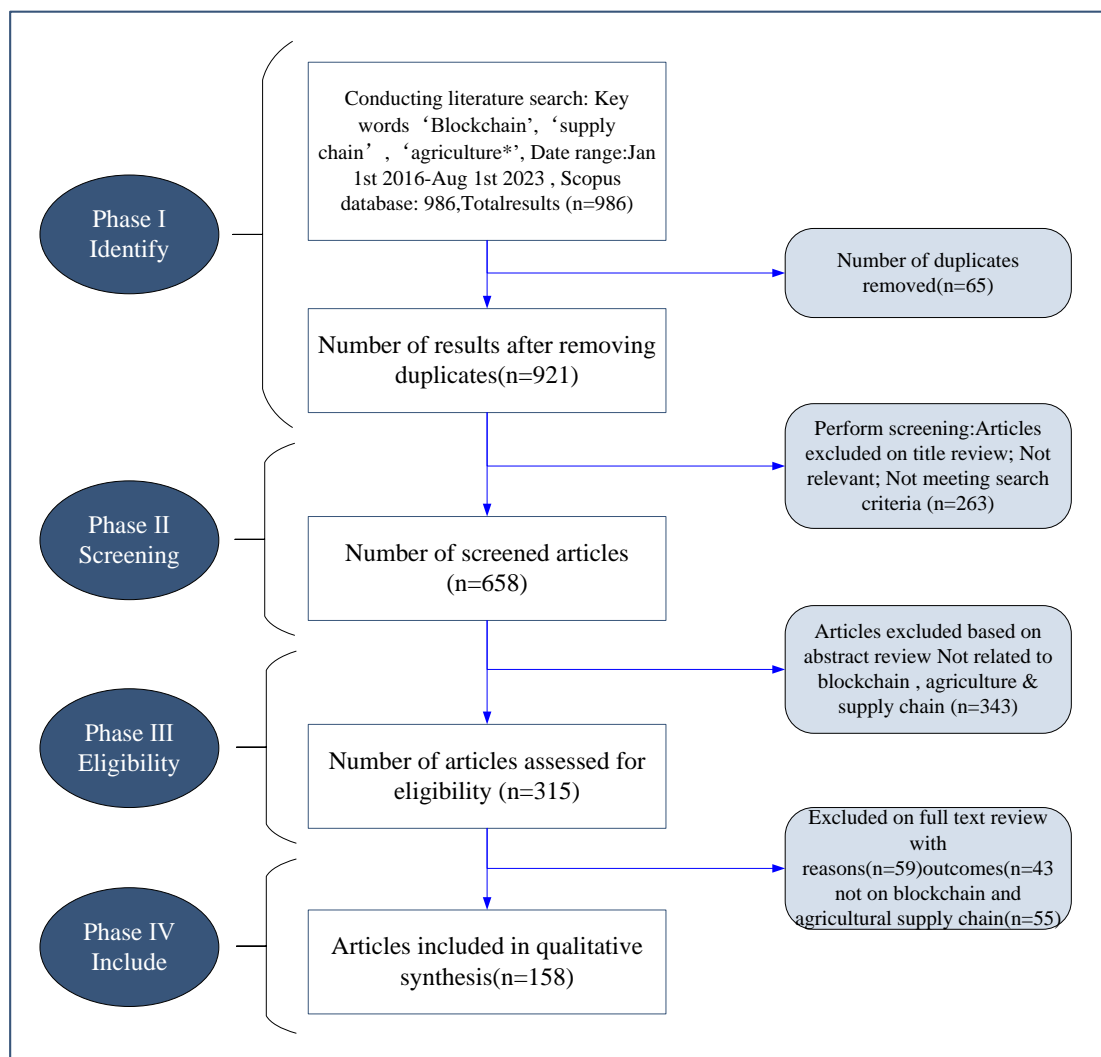 Conducting literature search: Key
words‘Blockchain’, ‘supply
chain’, ‘agriculture*’, Date range:Jan
1st 2016-Aug 1st 2023 , Scopus
database: 986,Totalresults (n=986)
Phase I
Identify
Number of duplicates
removed(n=65)
Number of results after removing
duplicates(n=921)
Perform screening:Articles
excluded on title review; Not
relevant; Not meeting search
criteria (n=263)
Phase II
Screening
Number of screened articles
(n=658)
Articles excluded based on
abstract review Not related to
blockchain , agriculture &
supply chain (n=343)
Phase III
Eligibility
Number of articles assessed for
eligibility (n=315)
Excluded on full text review
with
reasons(n=59)outcomes(n=43
not on blockchain and
agricultural supply chain(n=55)
Phase IV
Include
Articles included in qualitative
synthesis(n=158)